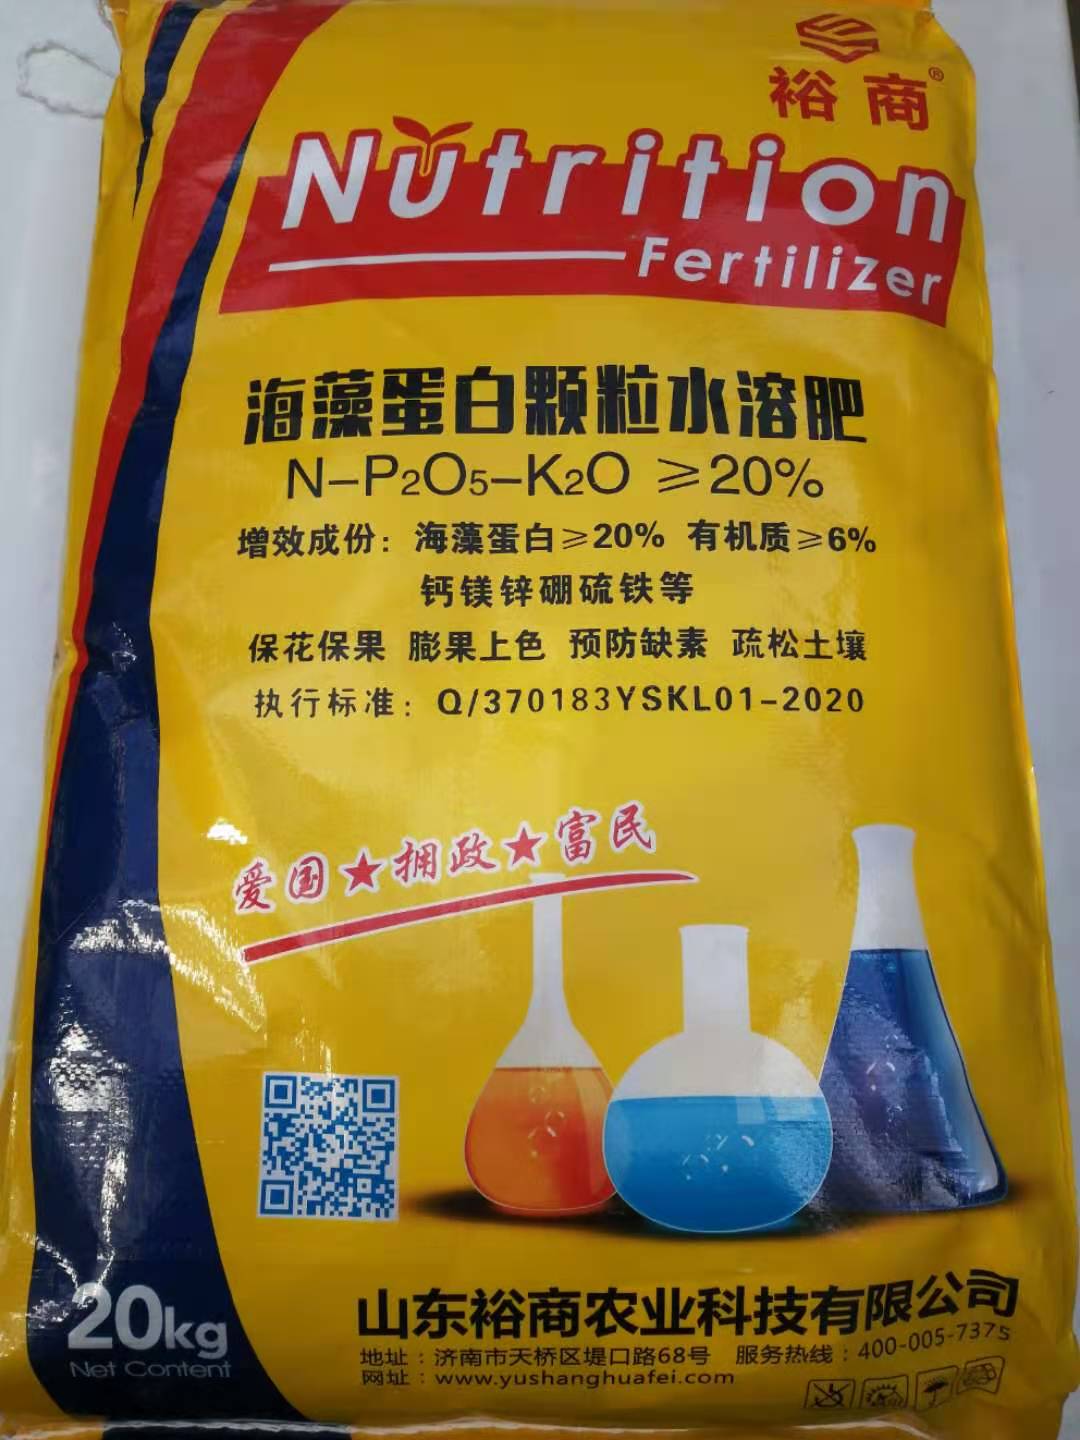 裕商®
Nutrition
Fertilizer
海藻蛋白颗粒水溶肥
N-P2O5-K2O ≥20%
增效成份：海藻蛋白≥20% 有机质≥6%
钙镁锌硼硫铁等
保花保果 膨果上色 预防缺素 疏松土壤
执行标准：Q/370183YSKL01-2020
爱国★拥政★富民
20kg
Net Content
山东裕商农业科技有限公司
地址：济南市天桥区堤口路68号 服务热线：400-005-7375
网址：www.yushanghuafei.com